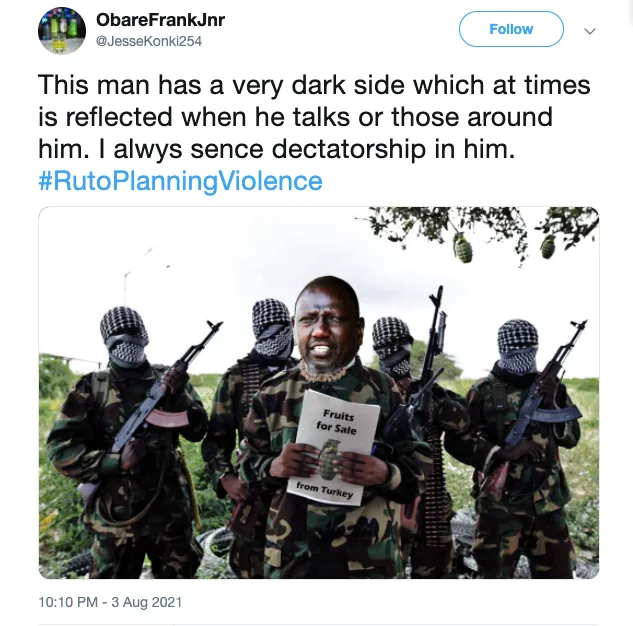 ObareFrankJnr
@JesseKonki254
Follow
This man has a very dark side which at times
is reflected when he talks or those around
him. I alwys sence dectatorship in him.
#RutoPlanningViolence
Fruits
for Sale
from Turkey
10:10 PM - 3 Aug 2021